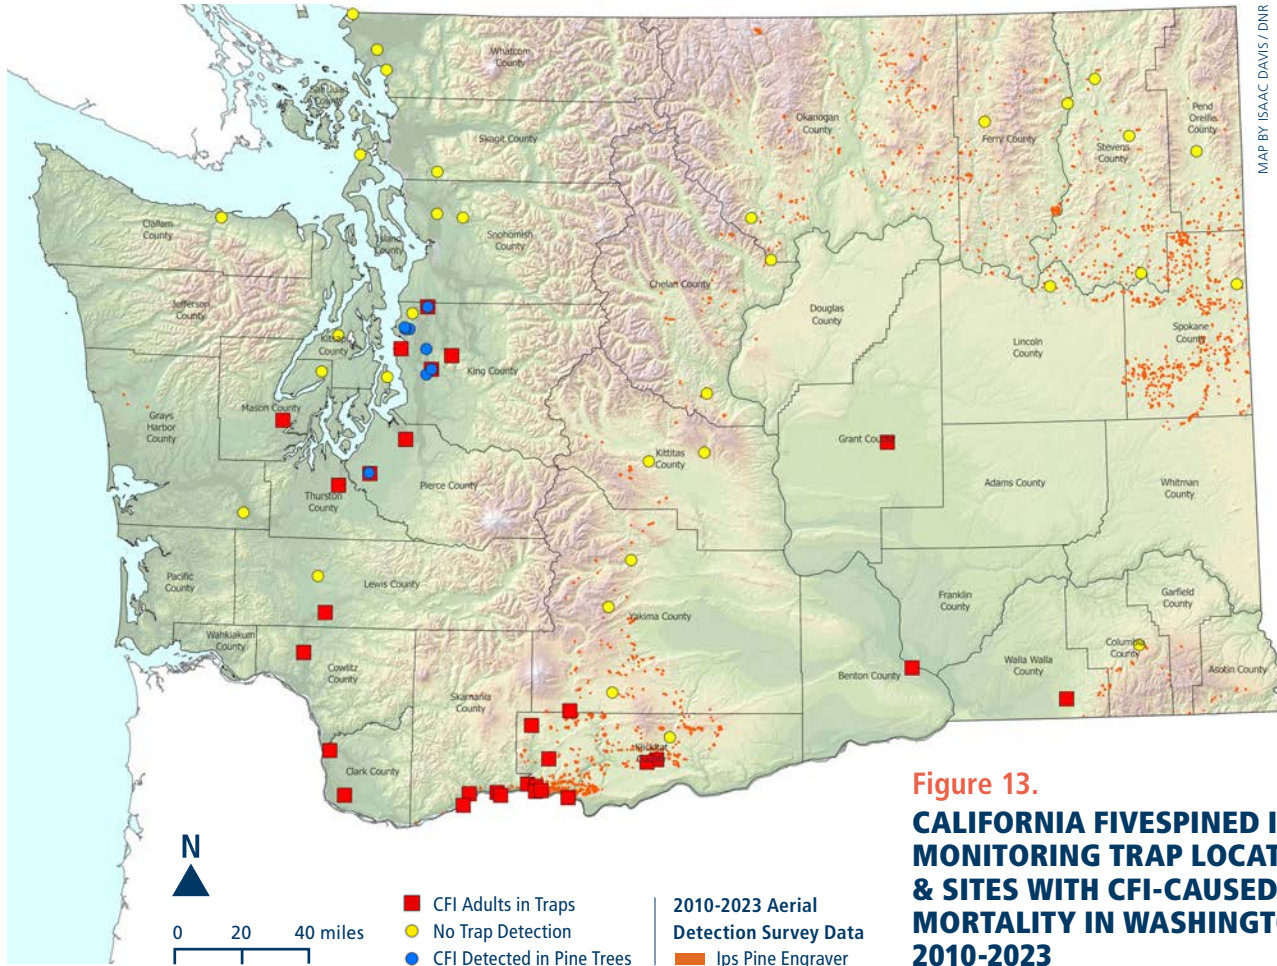 MAP BY ISAAC DAVIS / DNR
Whatcom
County
San Juan
County
Skagit County
Okanogan
County
Ferry County
Stevens
County
Pend
Oreille
County
Clallam
County
Island
County
Snohomish
County
Chelan County
Jefferson
County
Kitsap
County
King County
Douglas
County
Lincoln
County
Spokane
County
Mason County
Grays
Harbor
County
Grant County
Kittitas
County
Adams County
Whitman
County
Thurston
County
Pierce County
Pacific
County
Lewis County
Yakima County
Franklin
County
Garfield
County
Wahkiakum
County
Cowlitz
County
Skamania
County
Benton County
Walla Walla
County
Columbia
County
Asotin County
Klickitat
County
Clark County
Figure 13.
CALIFORNIA FIVESPINED I
MONITORING TRAP LOCAT
& SITES WITH CFI-CAUSED
MORTALITY IN WASHINGTO
2010-2023
N
0 20 40 miles
CFI Adults in Traps
No Trap Detection
CFI Detected in Pine Trees
2010-2023 Aerial
Detection Survey Data
Ips Pine Engraver